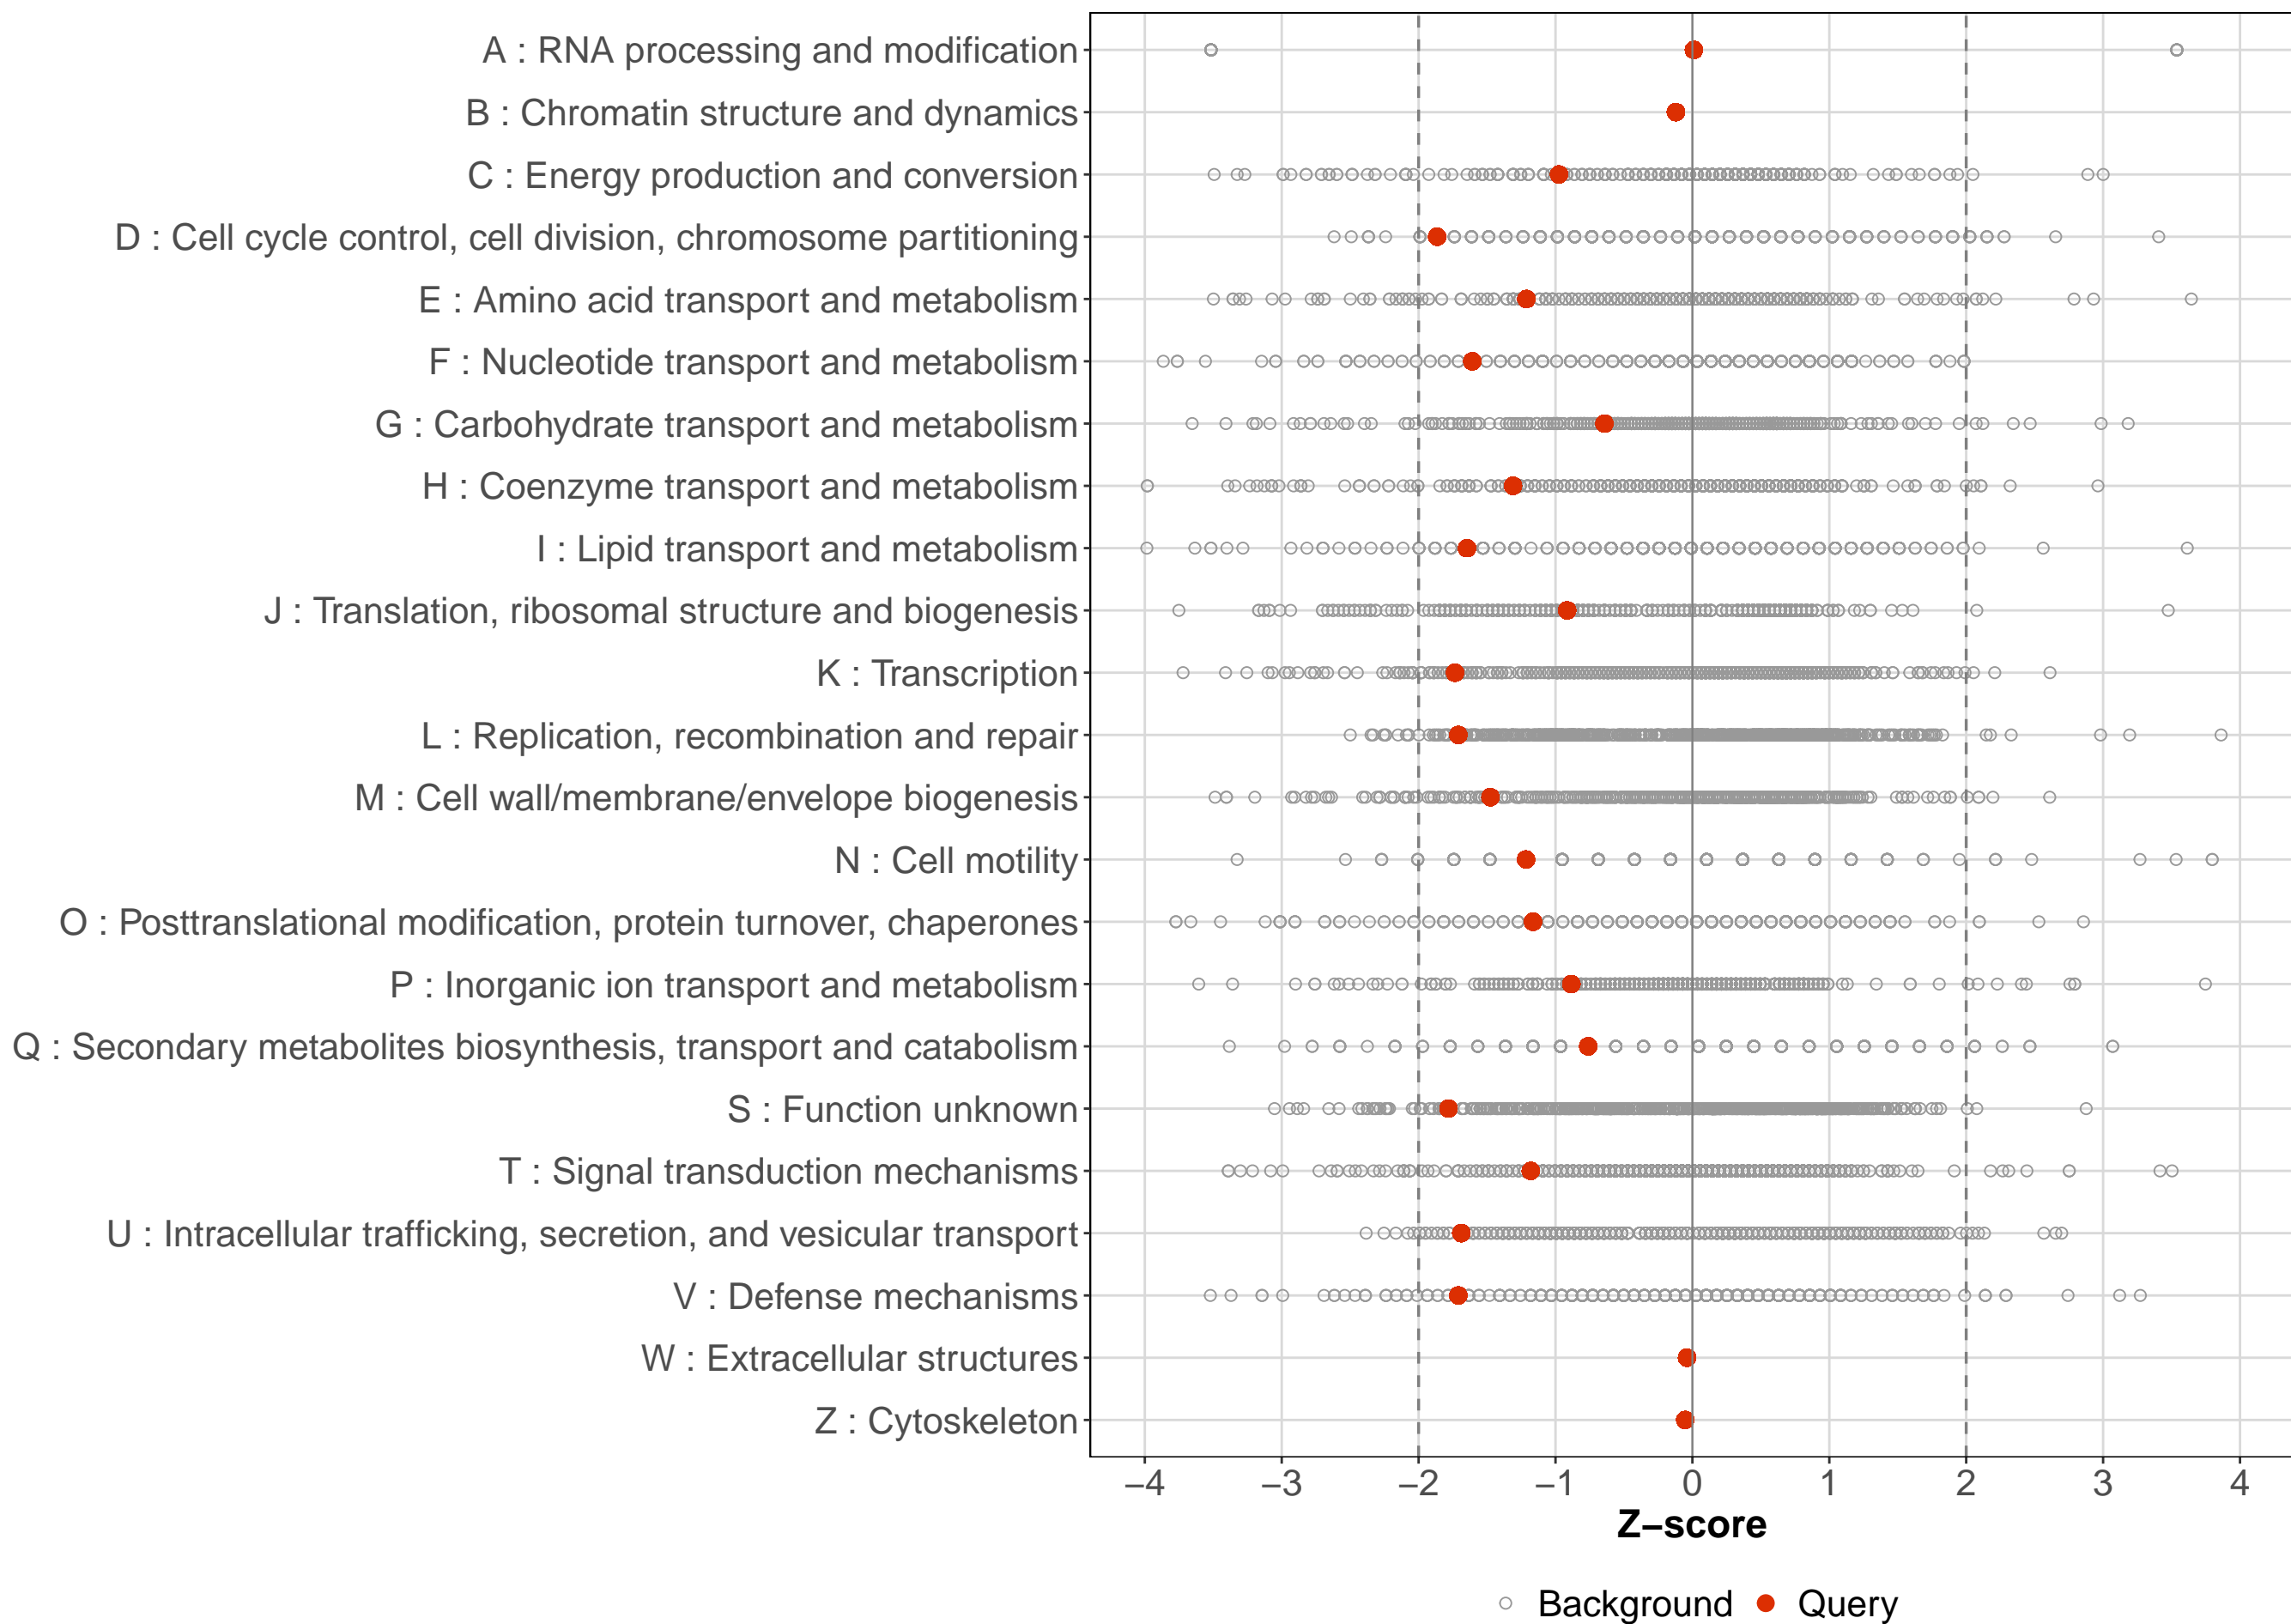 A : RNA processing and modification
B : Chromatin structure and dynamics
C : Energy production and conversion
D : Cell cycle control, cell division, chromosome partitioning
E : Amino acid transport and metabolism
F : Nucleotide transport and metabolism
G : Carbohydrate transport and metabolism
H : Coenzyme transport and metabolism
I : Lipid transport and metabolism
J : Translation, ribosomal structure and biogenesis
K : Transcription
L : Replication, recombination and repair
M : Cell wall/membrane/envelope biogenesis
N : Cell motility
O : Posttranslational modification, protein turnover, chaperones
P : Inorganic ion transport and metabolism
Q : Secondary metabolites biosynthesis, transport and catabolism
S : Function unknown
T : Signal transduction mechanisms
U : Intracellular trafficking, secretion, and vesicular transport
V : Defense mechanisms
W : Extracellular structures
Z : Cytoskeleton
−4 −3 −2 −1 0 1 2 3 4
Z−score
Background Query